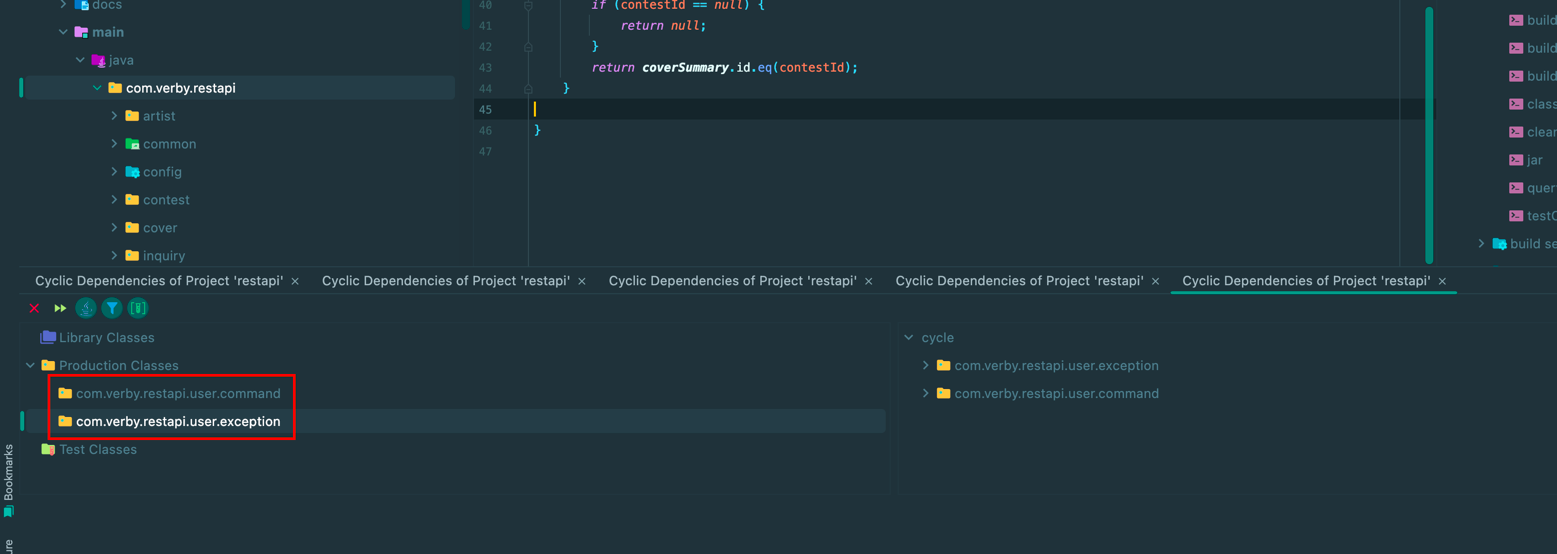 docs
main
java
com.verby.restapi
artist
common
config
contest
cover
inquiry
40 if (contestId == null) {
41 return null;
42 }
43 return coverSummary.id.eq(contestId);
44 }
45
46 }
47
build
build
build
class
clean
jar
quer
build se
Cyclic Dependencies of Project 'restapi' ×
Cyclic Dependencies of Project 'restapi' ×
Cyclic Dependencies of Project 'restapi' ×
Cyclic Dependencies of Project 'restapi' ×
Cyclic Dependencies of Project 'restapi' ×
Library Classes
Production Classes
com.verby.restapi.user.command
com.verby.restapi.user.exception
Test Classes
cycle
com.verby.restapi.user.exception
com.verby.restapi.user.command
Bookmarks